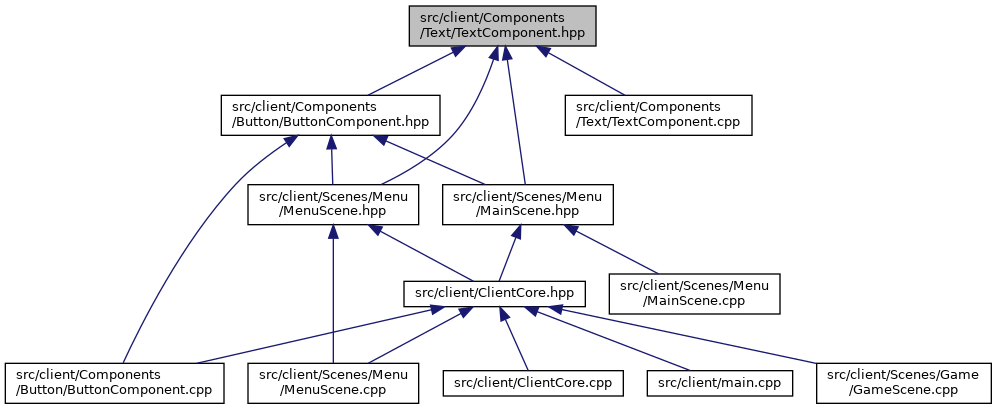 src/client/Components
/Text/TextComponent.hpp
src/client/Components
/Button/ButtonComponent.hpp
src/client/Components
/Text/TextComponent.cpp
src/client/Scenes/Menu
/MenuScene.hpp
src/client/Scenes/Menu
/MainScene.hpp
src/client/ClientCore.hpp
src/client/Scenes/Menu
/MainScene.cpp
src/client/Components
/Button/ButtonComponent.cpp
src/client/Scenes/Menu
/MenuScene.cpp
src/client/ClientCore.cpp
src/client/main.cpp
src/client/Scenes/Game
/GameScene.cpp